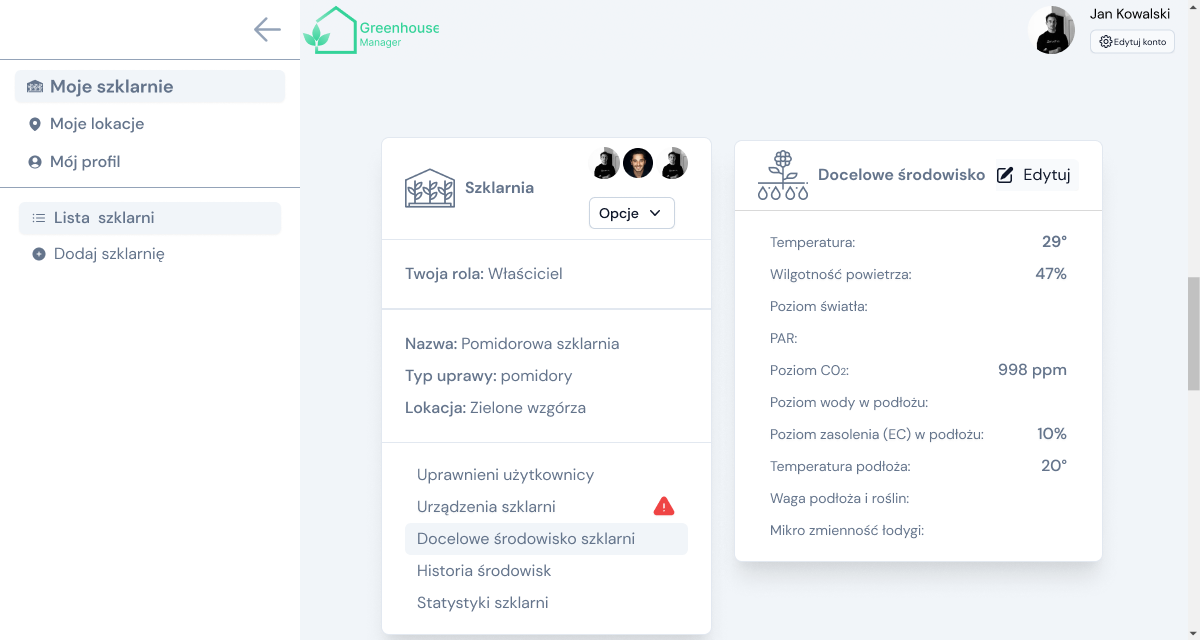 Greenhouse
Manager
Jan Kowalski
Edytuj konto
Moje szklarnie
Moje lokacje
Mój profil
Lista szklarni
Dodaj szklarnię
Szklarnia
Opcje
Twoja rola: Właściciel
Nazwa: Pomidorowa szklarnia
Typ uprawy: pomidory
Lokacja: Zielone wzgórza
Uprawnieni użytkownicy
Urządzenia szklarni
Docelowe środowisko szklarni
Historia środowisk
Statystyki szklarni
Docelowe środowisko Edytuj
Temperatura: 29°
Wilgotność powietrza: 47%
Poziom światła:
PAR:
Poziom CO₂: 998 ppm
Poziom wody w podłożu:
Poziom zasolenia (EC) w podłożu: 10%
Temperatura podłoża: 20°
Waga podłoża i roślin:
Mikro zmienność łodygi: